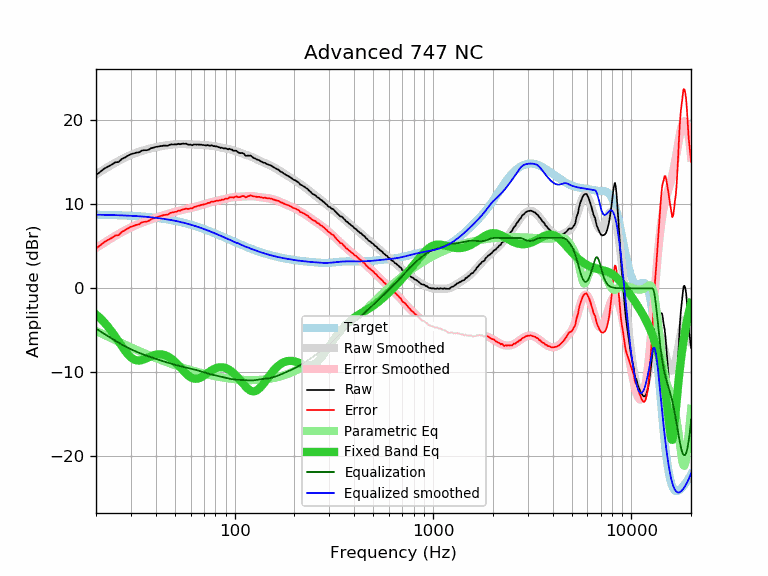 Advanced 747 NC
Amplitude (dBr)
20
10
0
−10
−20
Target
Raw Smoothed
Error Smoothed
Raw
Error
Parametric Eq
Fixed Band Eq
Equalization
Equalized smoothed
100 1000 10000
Frequency (Hz)